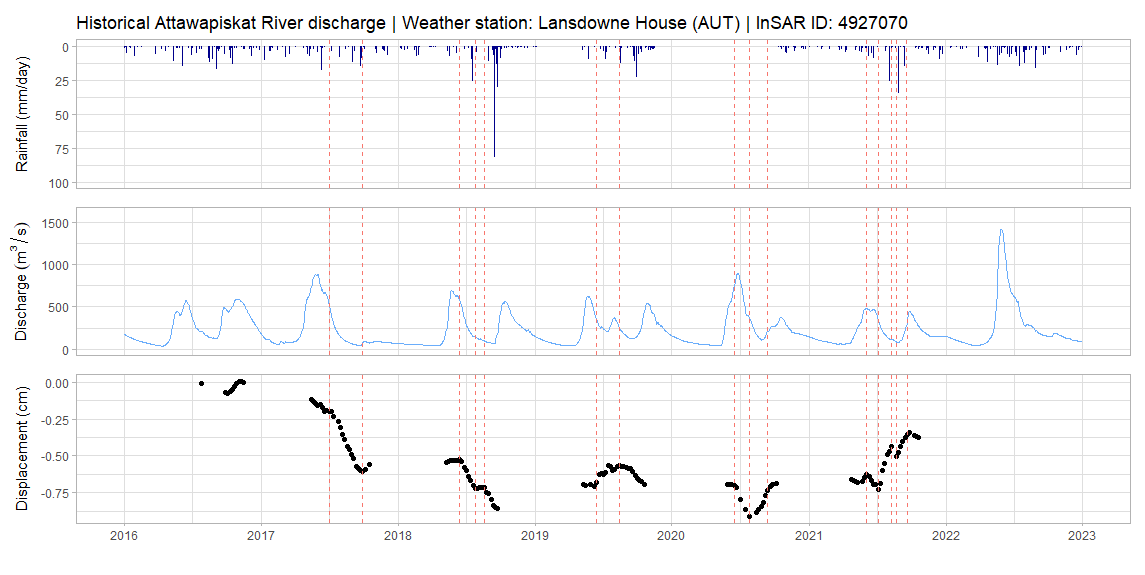 Historical Attawapiskat River discharge | Weather station: Lansdowne House (AUT) | InSAR ID: 4927070
Rainfall (mm/day)
0
25
50
75
100
Discharge (m³ / s)
1500
1000
500
0
Displacement (cm)
0.00
-0.25
-0.50
-0.75
2016 2017 2018 2019 2020 2021 2022 2023